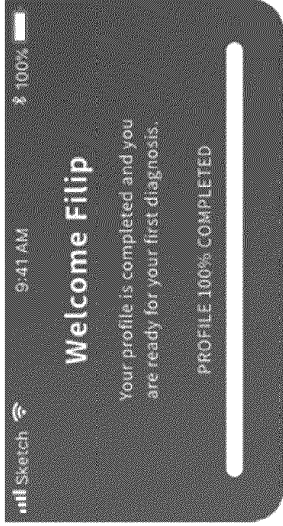 Sketch 9:41 AM 100%
Welcome Filip
Your profile is completed and you
are ready for your first diagnosis.
PROFILE 100% COMPLETED